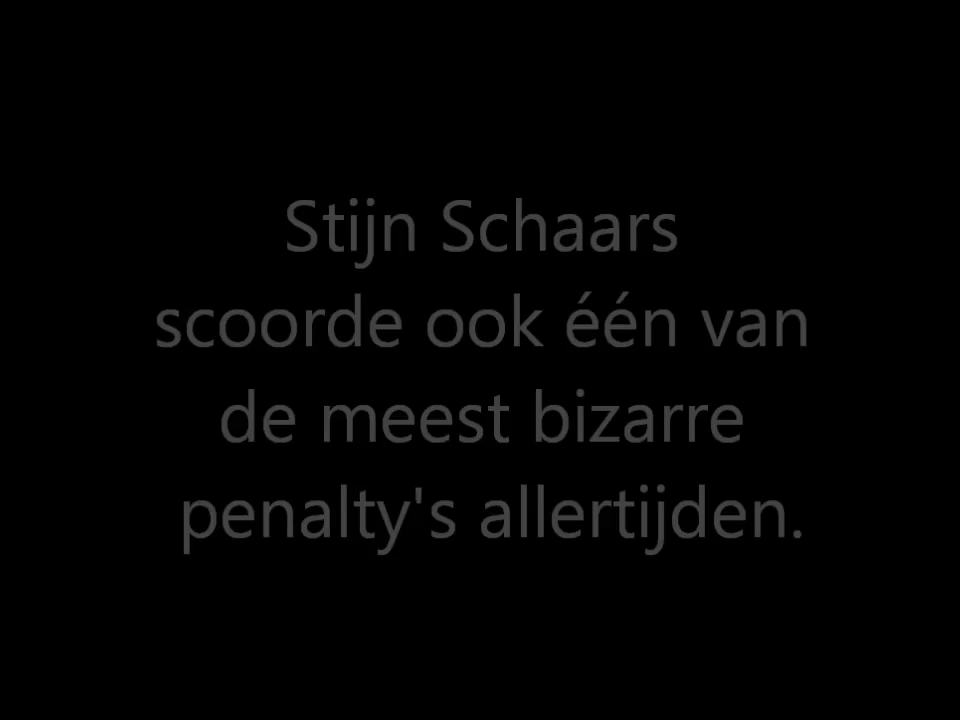 Stijn Schaars
scoorde ook één van
de meest bizarre
penalty's allertijden.